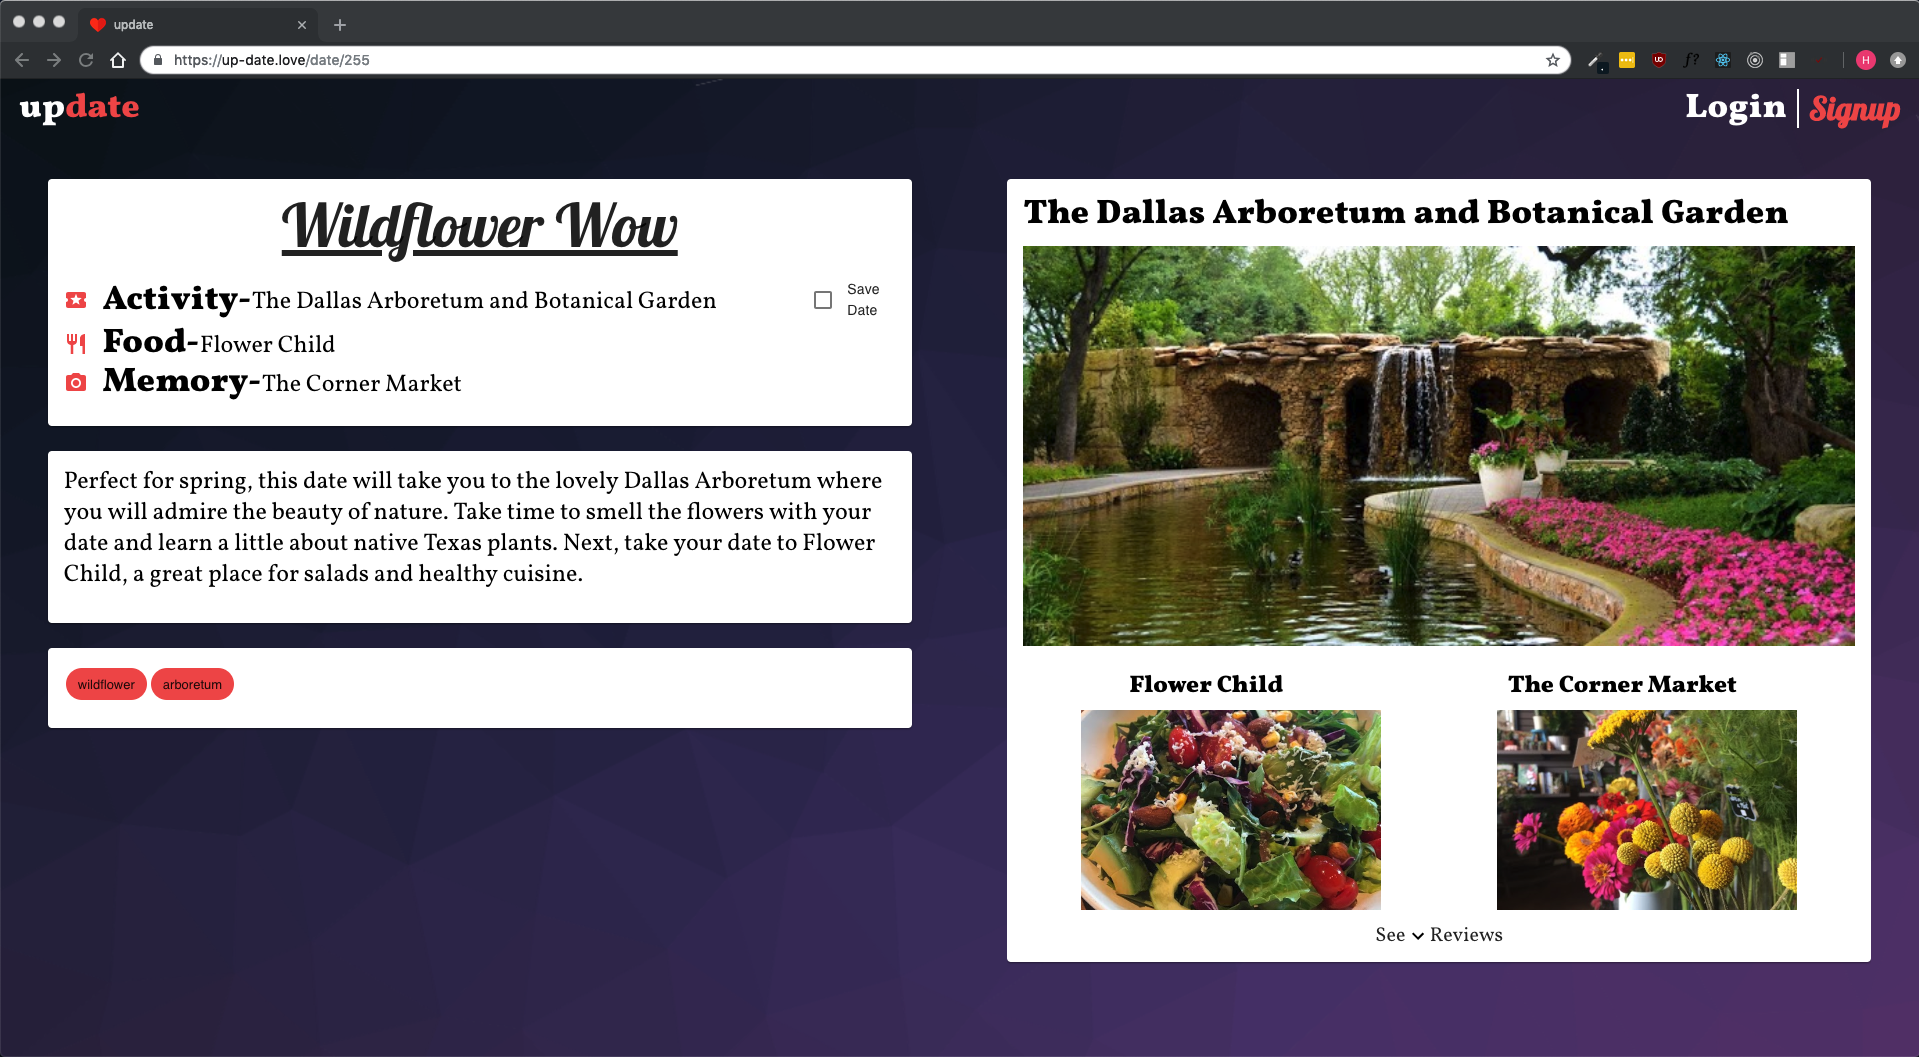 update
https://up-date.love/date/255
UD
f?
H
update
Login
Signup
Wildflower Wow
Activity-The Dallas Arboretum and Botanical Garden
Save
Date
Food-Flower Child
Memory-The Corner Market
Perfect for spring, this date will take you to the lovely Dallas Arboretum where
you will admire the beauty of nature. Take time to smell the flowers with your
date and learn a little about native Texas plants. Next, take your date to Flower
Child, a great place for salads and healthy cuisine.
wildflower
arboretum
The Dallas Arboretum and Botanical Garden
Flower Child
The Corner Market
See Reviews